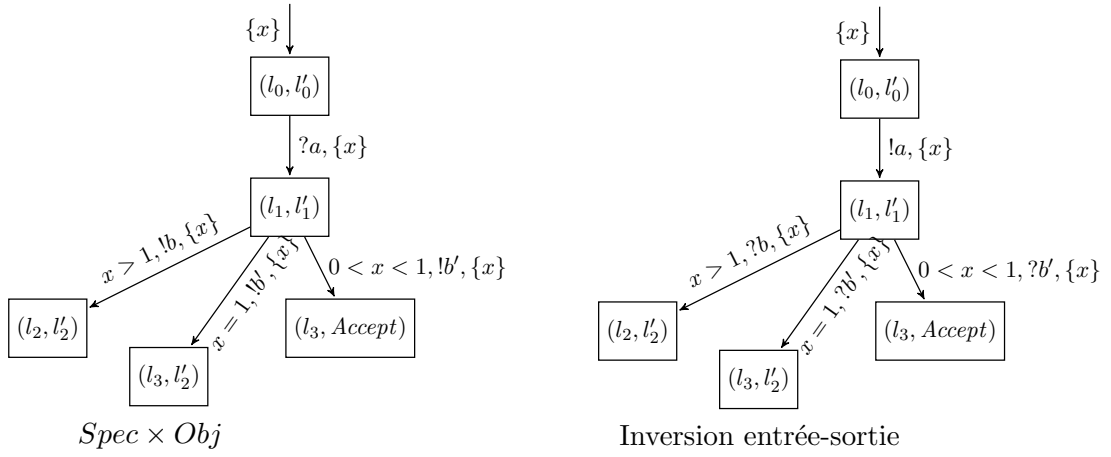 {x}
(l₀, l′₀)
?a, {x}
(l₁, l′₁)
x > 1, !b, {x}
x = 1, !b′, {x}
0 < x < 1, !b′, {x}
(l₂, l′₂)
(l₃, l′₂)
(l₃, Accept)
Spec × Obj
{x}
(l₀, l′₀)
!a, {x}
(l₁, l′₁)
x > 1, ?b, {x}
x = 1, ?b′, {x}
0 < x < 1, ?b′, {x}
(l₂, l′₂)
(l₃, l′₂)
(l₃, Accept)
Inversion entrée-sortie